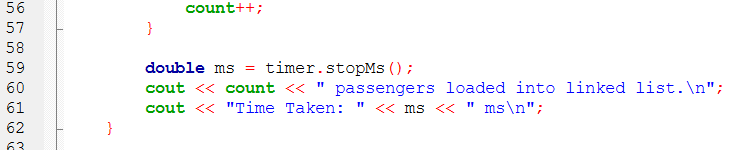 56 count++;
57 }
58
59 double ms = timer.stopMs();
60 cout << count << " passengers loaded into linked list.\n";
61 cout << "Time Taken: " << ms << " ms\n";
62 }
63